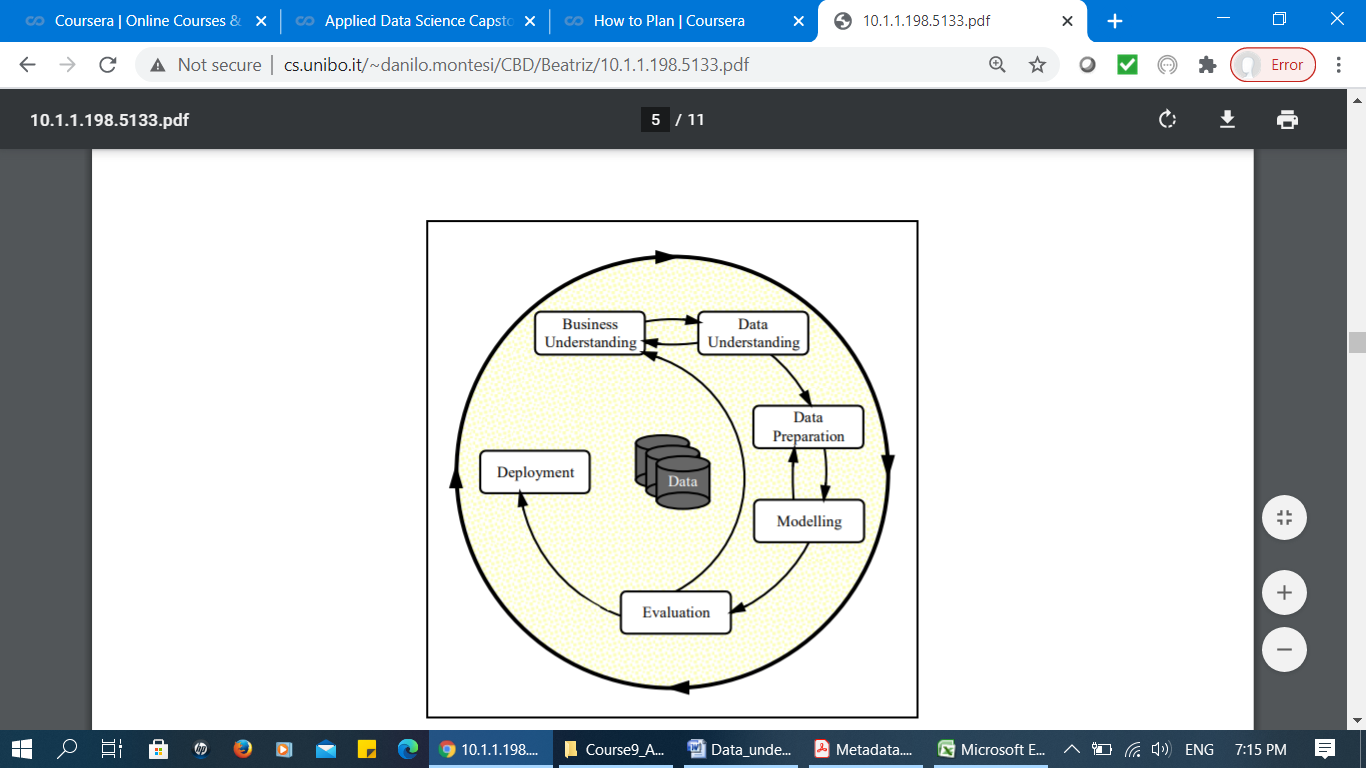 Coursera | Online Courses &
Applied Data Science Capsto
How to Plan | Coursera
10.1.1.198.5133.pdf
Not secure | cs.unibo.it/~danilo.montesi/CBD/Beatriz/10.1.1.198.5133.pdf
Error
10.1.1.198.5133.pdf
5 / 11
Business
Understanding
Data
Understanding
Data
Preparation
Deployment
Data
Modelling
Evaluation
10.1.1.198....
Course9_A...
Data_unde...
Metadata....
Microsoft E...
ENG
7:15 PM